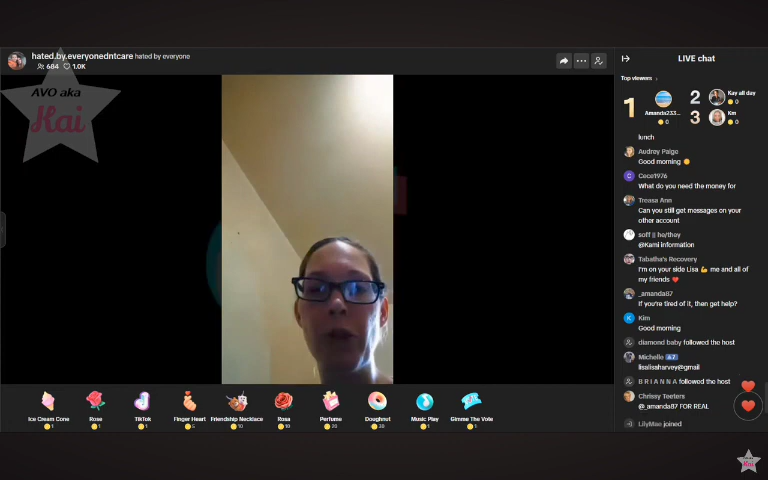 hated.by.everyonedntcare hated by everyone
684 1.0K
AVO aka
Kai
LIVE chat
Top viewers
1 Amanda233... 0
2 Kay all day 0
3 Km 0
lunch
Audrey Paige
Good morning
C
Cece1976
What do you need the money for
Treasa Ann
Can you still get messages on your
other account
soff || he/they
@Kami information
Tabatha's Recovery
I'm on your side Lisa me and all of
my friends
_amanda87
If you're tired of it, then get help?
K
Kim
Good morning
diamond baby followed the host
Michelle 7
lisalisaharvey@gmail
B R I A N N A followed the host
Chrissy Teeters
@_amanda87 FOR REAL
LilyMae joined
Ice Cream Cone
1
Rose
1
TikTok
1
Finger Heart
5
Friendship Necklace
10
Rosa
10
Perfume
20
Doughnut
30
Music Play
1
Gimme The Vote
Kai